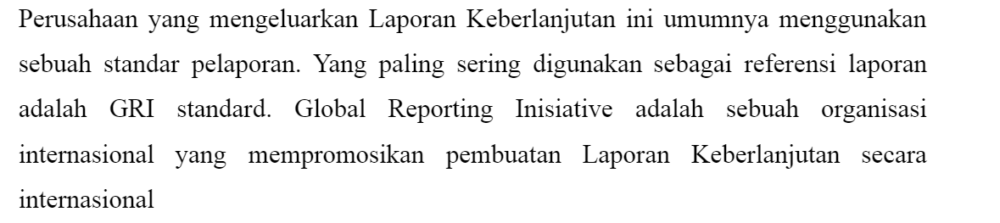 Perusahaan yang mengeluarkan Laporan Keberlanjutan ini umumnya menggunakan
sebuah standar pelaporan. Yang paling sering digunakan sebagai referensi laporan
adalah GRI standard. Global Reporting Inisiative adalah sebuah organisasi
internasional yang mempromosikan pembuatan Laporan Keberlanjutan secara
internasional